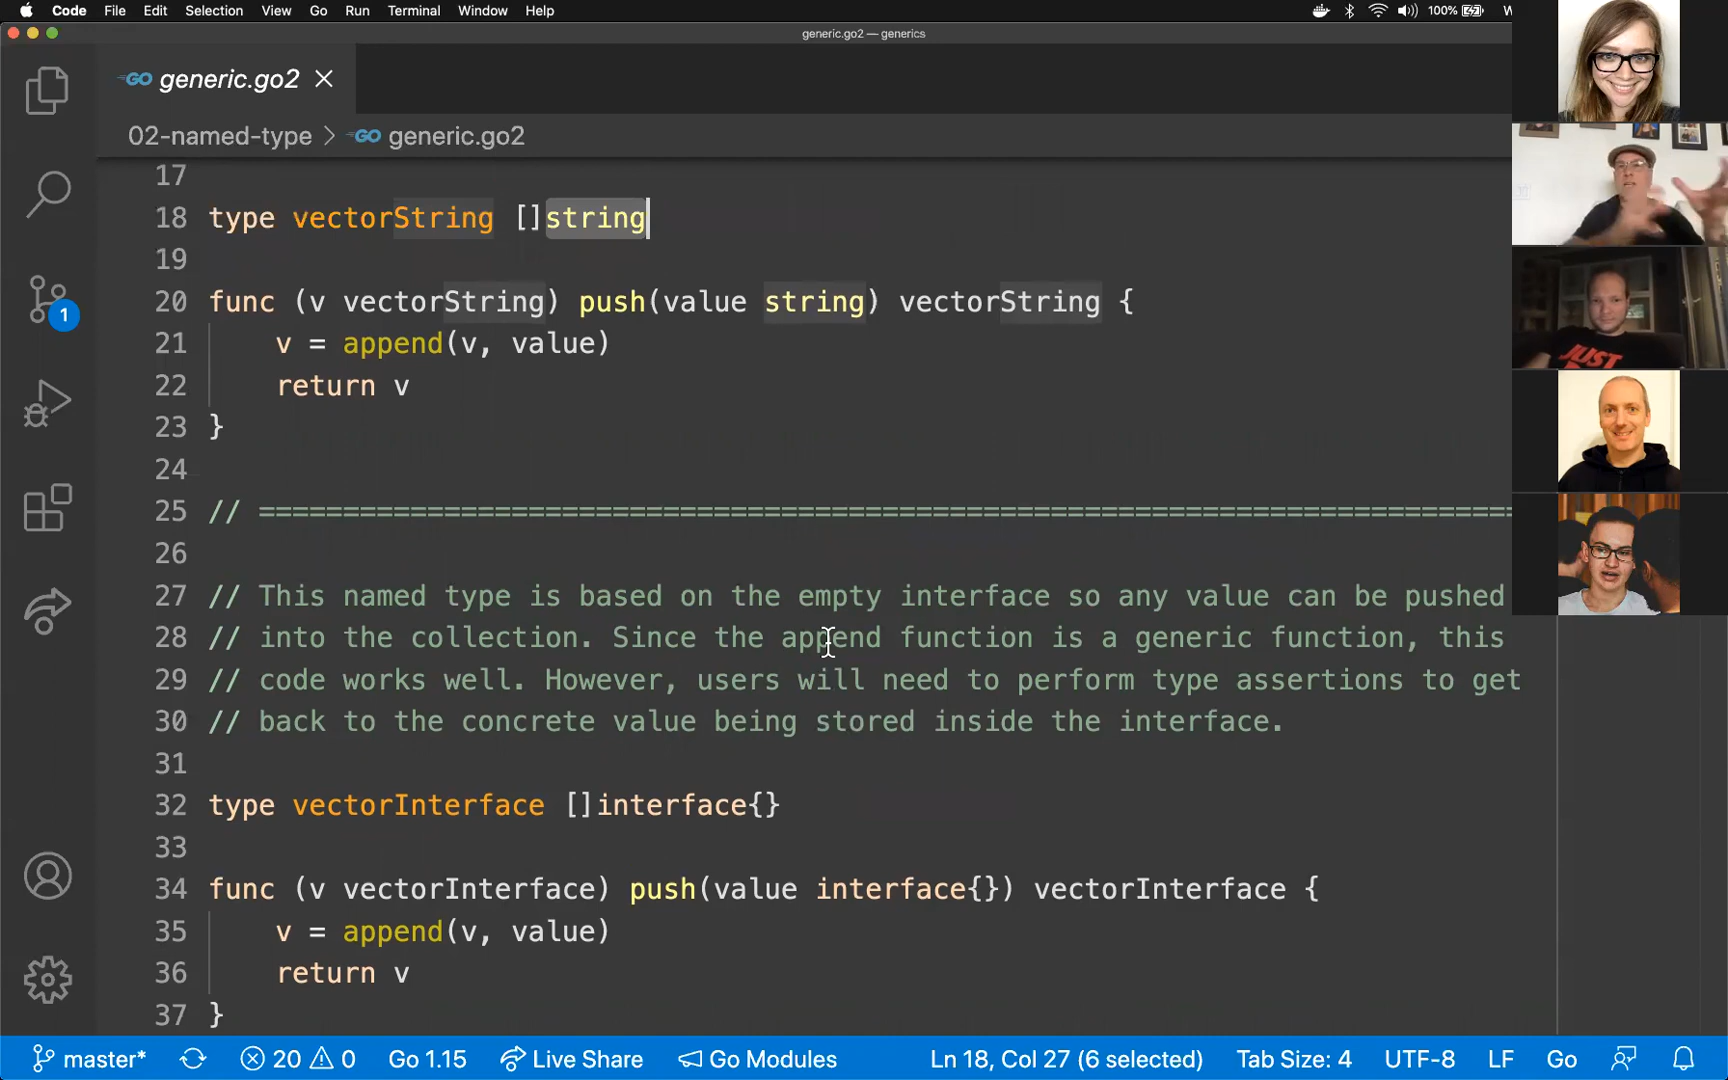 Code File Edit Selection View Go Run Terminal Window Help 100% W
generic.go2 — generics
GO generic.go2
02-named-type > GO generic.go2
17
18 type vectorString []string
19
20 func (v vectorString) push(value string) vectorString {
21 v = append(v, value)
22 return v
23 }
24
25 // ===========================================================================
26
27 // This named type is based on the empty interface so any value can be pushed
28 // into the collection. Since the append function is a generic function, this
29 // code works well. However, users will need to perform type assertions to get
30 // back to the concrete value being stored inside the interface.
31
32 type vectorInterface []interface{}
33
34 func (v vectorInterface) push(value interface{}) vectorInterface {
35 v = append(v, value)
36 return v
37 }
1
JUST
master* 20 0 Go 1.15 Live Share Go Modules Ln 18, Col 27 (6 selected) Tab Size: 4 UTF-8 LF Go